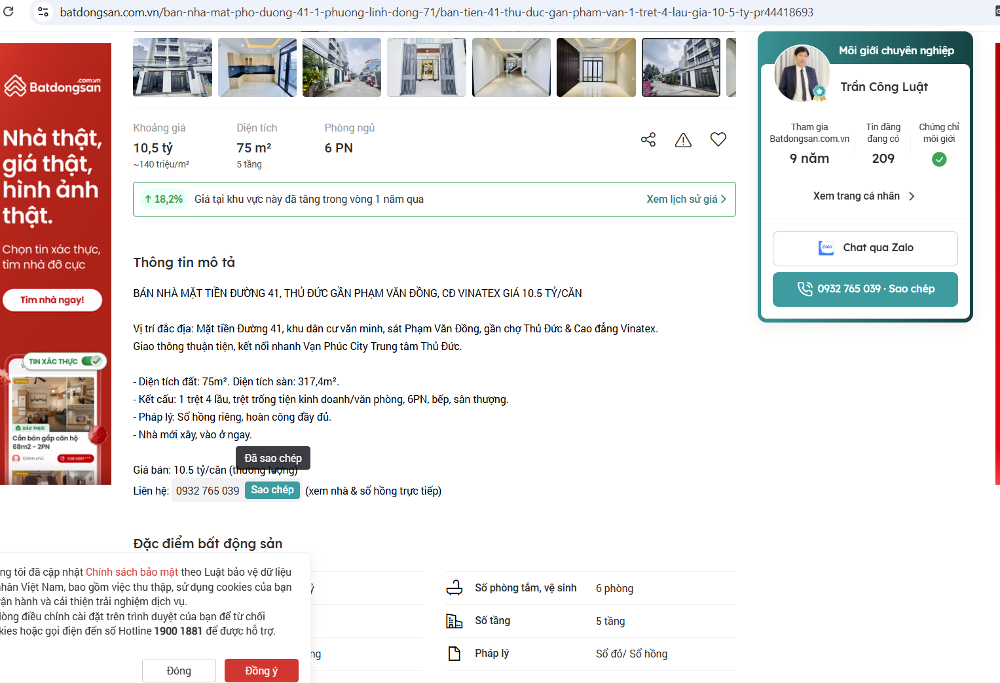 batdongsan.com.vn/ban-nha-mat-pho-duong-41-1-phuong-linh-dong-71/ban-tien-41-thu-duc-gan-pham-van-1-tret-4-lau-gia-10-5-ty-pr44418693
Batdongsan
.com.vn
Nhà thật,
giá thật,
hình ảnh
thật.
Chọn tin xác thực,
tìm nhà đỡ cực
Tìm nhà ngay!
TIN XÁC THỰC
XÁC THỰC
Cần bán gấp căn hộ
68m2 - 2PN
Chính chủ
038 6861 ***
Khoảng giá
10,5 tỷ
~140 triệu/m²
Diện tích
75 m²
5 tầng
Phòng ngủ
6 PN
18,2%
Giá tại khu vực này đã tăng trong vòng 1 năm qua
Xem lịch sử giá
Thông tin mô tả
BÁN NHÀ MẶT TIỀN ĐƯỜNG 41, THỦ ĐỨC GẦN PHẠM VĂN ĐỒNG, CĐ VINATEX GIÁ 10.5 TỶ/CĂN
Vị trí đắc địa: Mặt tiền Đường 41, khu dân cư văn minh, sát Phạm Văn Đồng, gần chợ Thủ Đức & Cao đẳng Vinatex.
Giao thông thuận tiện, kết nối nhanh Vạn Phúc City Trung tâm Thủ Đức.
- Diện tích đất: 75m². Diện tích sàn: 317,4m².
- Kết cấu: 1 trệt 4 lầu, trệt trống tiện kinh doanh/văn phòng, 6PN, bếp, sân thượng.
- Pháp lý: Sổ hồng riêng, hoàn công đầy đủ.
- Nhà mới xây, vào ở ngay.
Đã sao chép
Giá bán: 10.5 tỷ/căn (thương lượng)
Liên hệ: 0932 765 039 Sao chép (xem nhà & sổ hồng trực tiếp)
Đặc điểm bất động sản
Số phòng tắm, vệ sinh 6 phòng
Số tầng 5 tầng
Pháp lý Sổ đỏ/ Sổ hồng
ng tôi đã cập nhật Chính sách bảo mật theo Luật bảo vệ dữ liệu
nhân Việt Nam, bao gồm việc thu thập, sử dụng cookies của bạn
ận hành và cải thiện trải nghiệm dịch vụ.
lòng điều chỉnh cài đặt trên trình duyệt của bạn để từ chối
kies hoặc gọi điện đến số Hotline 1900 1881 để được hỗ trợ.
Đóng
Đồng ý
ng
Môi giới chuyên nghiệp
Trần Công Luật
Tham gia
Batdongsan.com.vn
9 năm
Tin đăng
đang có
209
Chứng chỉ
môi giới
Xem trang cá nhân
Zalo
Chat qua Zalo
0932 765 039 · Sao chép